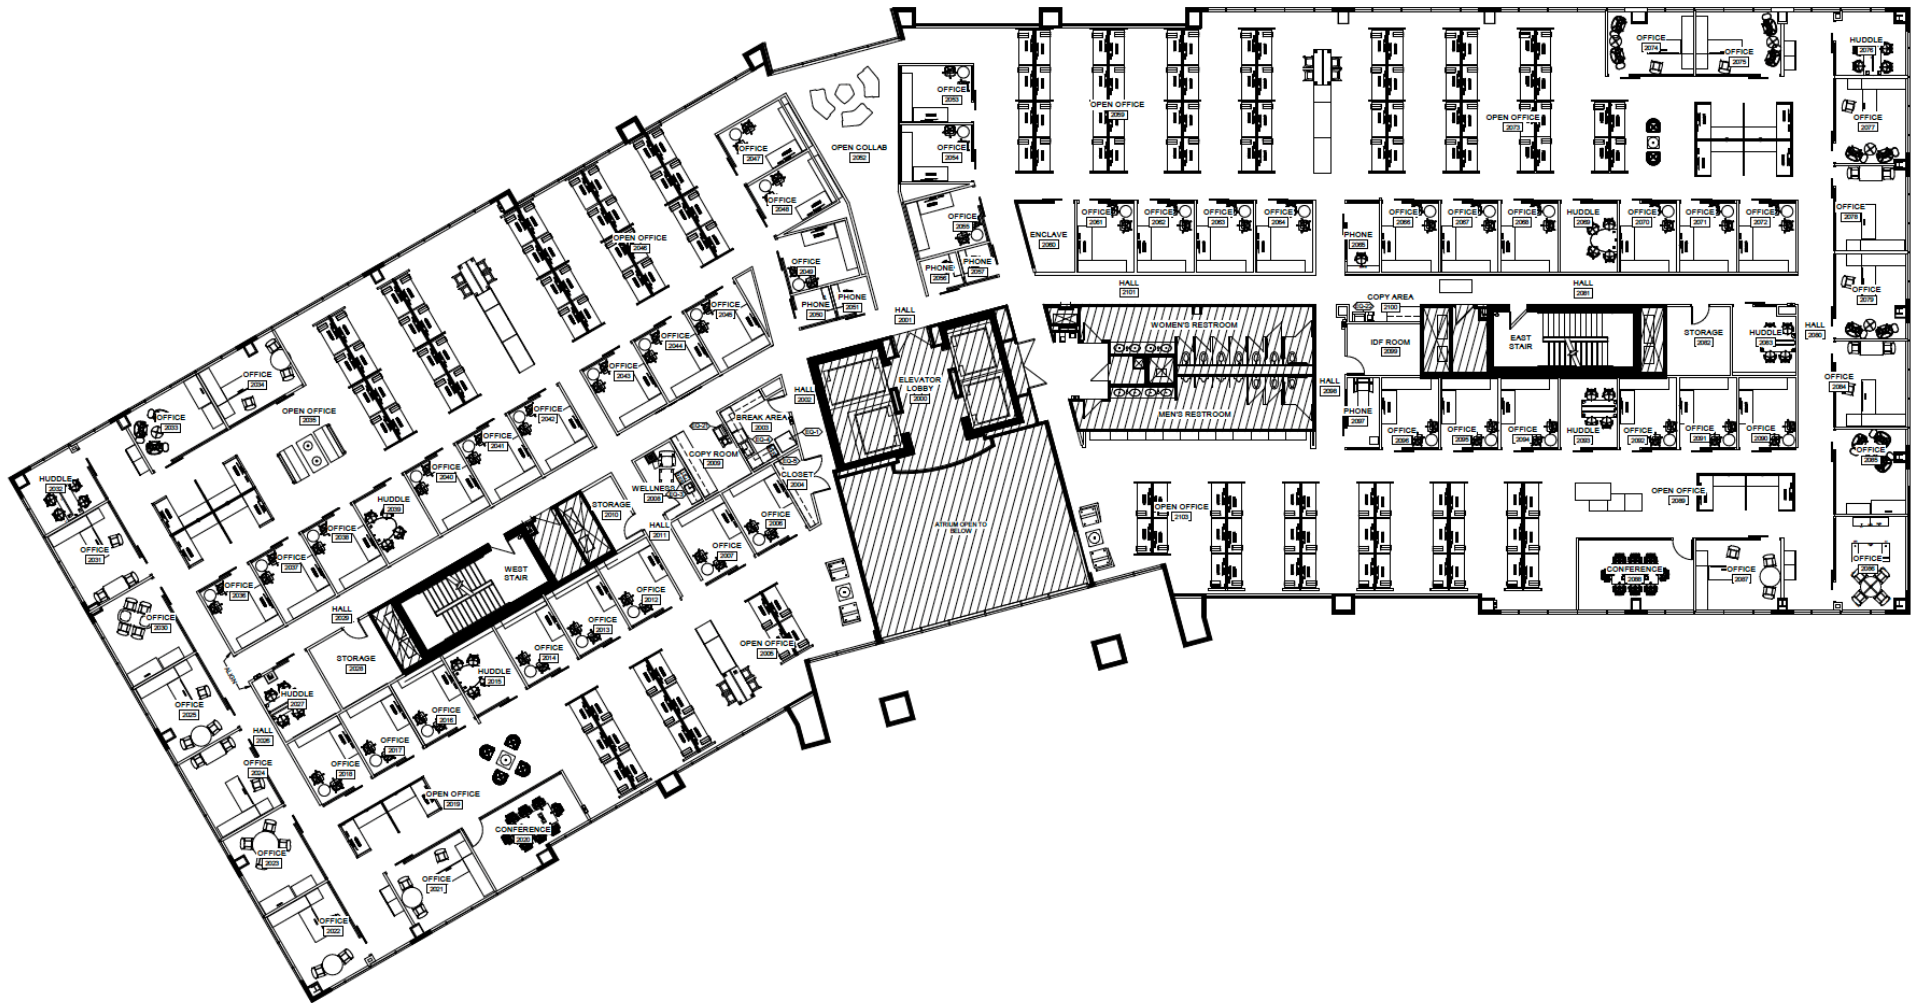 OFFICE
2074
OFFICE
2075
HUDDLE
2076
OFFICE
2053
OPEN OFFICE
2059
OPEN OFFICE
2073
OFFICE
2077
OFFICE
2047
OPEN COLLAB
2052
OFFICE
2054
OFFICE
2048
OFFICE
2055
ENCLAVE
2060
OFFICE
2061
OFFICE
2062
OFFICE
2063
OFFICE
2064
PHONE
2065
OFFICE
2066
OFFICE
2067
OFFICE
2068
HUDDLE
2069
OFFICE
2070
OFFICE
2071
OFFICE
2072
OFFICE
2078
OPEN OFFICE
2046
OFFICE
2049
PHONE
2056
PHONE
2057
PHONE
2050
PHONE
2051
HALL
2101
COPY AREA
2100
HALL
2081
OFFICE
2079
OFFICE
2045
HALL
2001
WOMEN'S RESTROOM
IDF ROOM
2099
EAST
STAIR
STORAGE
2082
HUDDLE
2083
HALL
2080
OFFICE
2044
OFFICE
2043
OFFICE
2034
ELEVATOR
LOBBY
2000
HALL
2002
HALL
2098
OFFICE
2084
OFFICE
2033
OPEN OFFICE
2035
OFFICE
2042
BREAK AREA
2003
EQ-1
EQ-4
MEN'S RESTROOM
PHONE
2097
OFFICE
2096
OFFICE
2095
OFFICE
2094
HUDDLE
2093
OFFICE
2092
OFFICE
2091
OFFICE
2090
OFFICE
2085
OFFICE
2041
COPY ROOM
2009
OFFICE
2040
CLOSET
2004
HUDDLE
2032
WELLNESS
2008
HUDDLE
2039
STORAGE
2010
OPEN OFFICE
2103
OPEN OFFICE
2089
HALL
2011
OFFICE
2006
ATRIUM OPEN TO
BELOW
OFFICE
2038
OFFICE
2007
OFFICE
2031
OFFICE
2037
WEST
STAIR
CONFERENCE
2088
OFFICE
2087
OFFICE
2086
OFFICE
2036
OFFICE
2012
HALL
2029
OFFICE
2013
OFFICE
2030
OFFICE
2014
OPEN OFFICE
2005
STORAGE
2028
HUDDLE
2015
ALIGN
HUDDLE
2027
OFFICE
2025
OFFICE
2016
HALL
2026
OFFICE
2017
OFFICE
2024
OFFICE
2018
OPEN OFFICE
2019
CONFERENCE
2020
OFFICE
2023
OFFICE
2021
OFFICE
2022